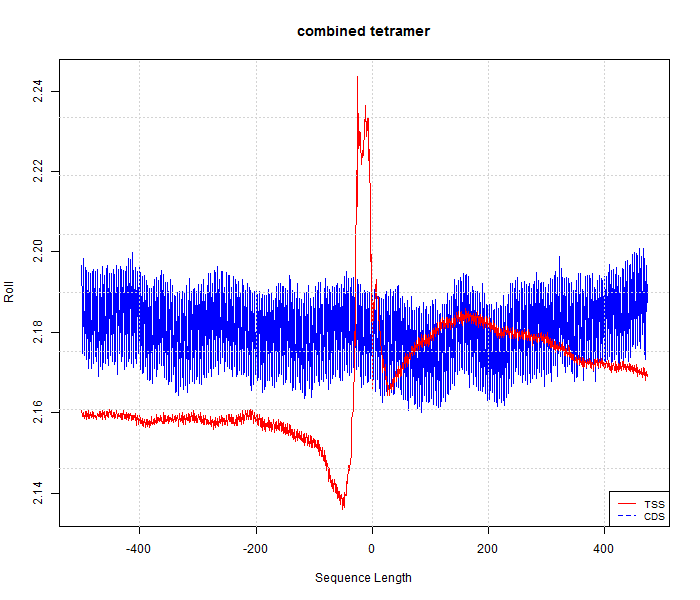 combined tetramer
Roll
2.24
2.22
2.20
2.18
2.16
2.14
-400
-200
0
200
400
Sequence Length
TSS
CDS